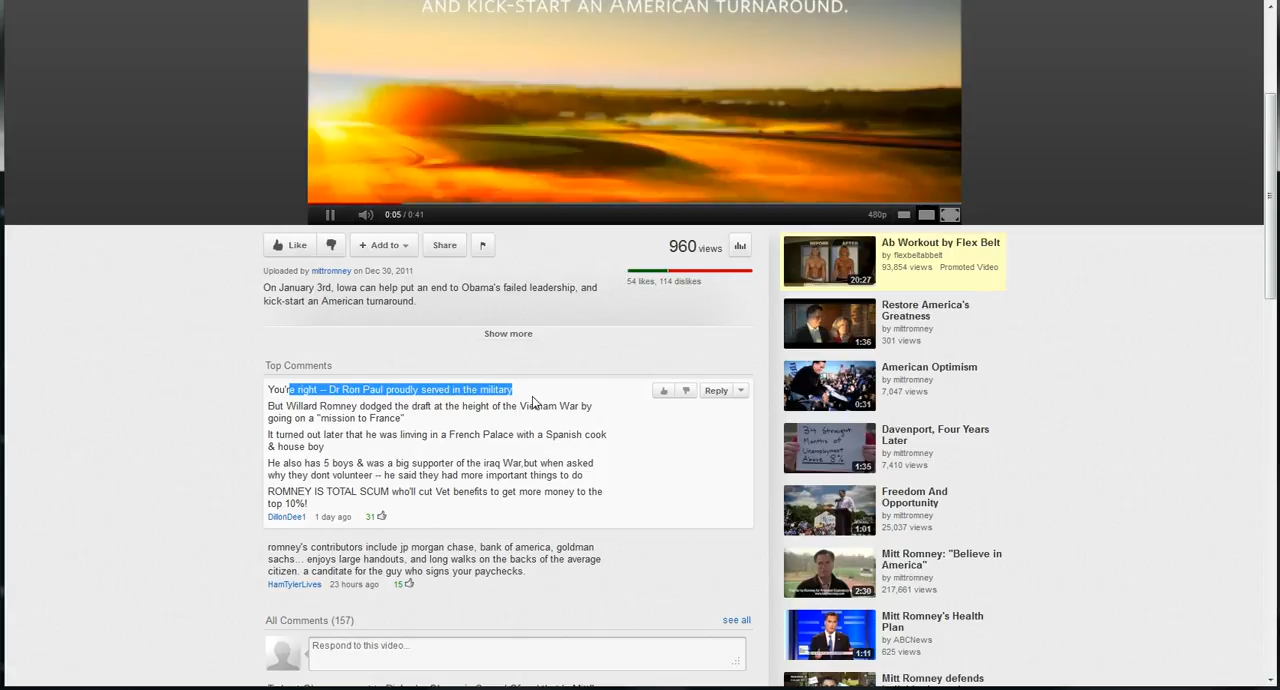 AND KICK-START AN AMERICAN TURNAROUND.
0:05 / 0:41
480p
Like
+ Add to
Share
960 views
Uploaded by mittromney on Dec 30, 2011
54 likes, 114 dislikes
On January 3rd, Iowa can help put an end to Obama's failed leadership, and
kick-start an American turnaround.
Show more
Top Comments
You're right -- Dr Ron Paul proudly served in the military
Reply
But Willard Romney dodged the draft at the height of the Vietnam War by
going on a "mission to France"
It turned out later that he was linving in a French Palace with a Spanish cook
& house boy
He also has 5 boys & was a big supporter of the iraq War,but when asked
why they dont volunteer -- he said they had more important things to do
ROMNEY IS TOTAL SCUM who'll cut Vet benefits to get more money to the
top 10%!
DillonDee1 1 day ago 31
romney's contributors include jp morgan chase, bank of america, goldman
sachs... enjoys large handouts, and long walks on the backs of the average
citizen. a canditate for the guy who signs your paychecks.
HamTylerLives 23 hours ago 15
All Comments (157)
see all
Respond to this video...
BEFORE AFTER
20:27
Ab Workout by Flex Belt
by flexbeltabbelt
93,854 views Promoted Video
1:36
Restore America's
Greatness
by mittromney
301 views
0:31
American Optimism
by mittromney
7,047 views
34 Straight
Months of
Unemployment
Above 8%
1:35
Davenport, Four Years
Later
by mittromney
7,410 views
1:01
Freedom And
Opportunity
by mittromney
25,037 views
2:30
Mitt Romney: "Believe in
America"
by mittromney
217,661 views
1:11
Mitt Romney's Health
Plan
by ABCNews
625 views
Mitt Romney defends